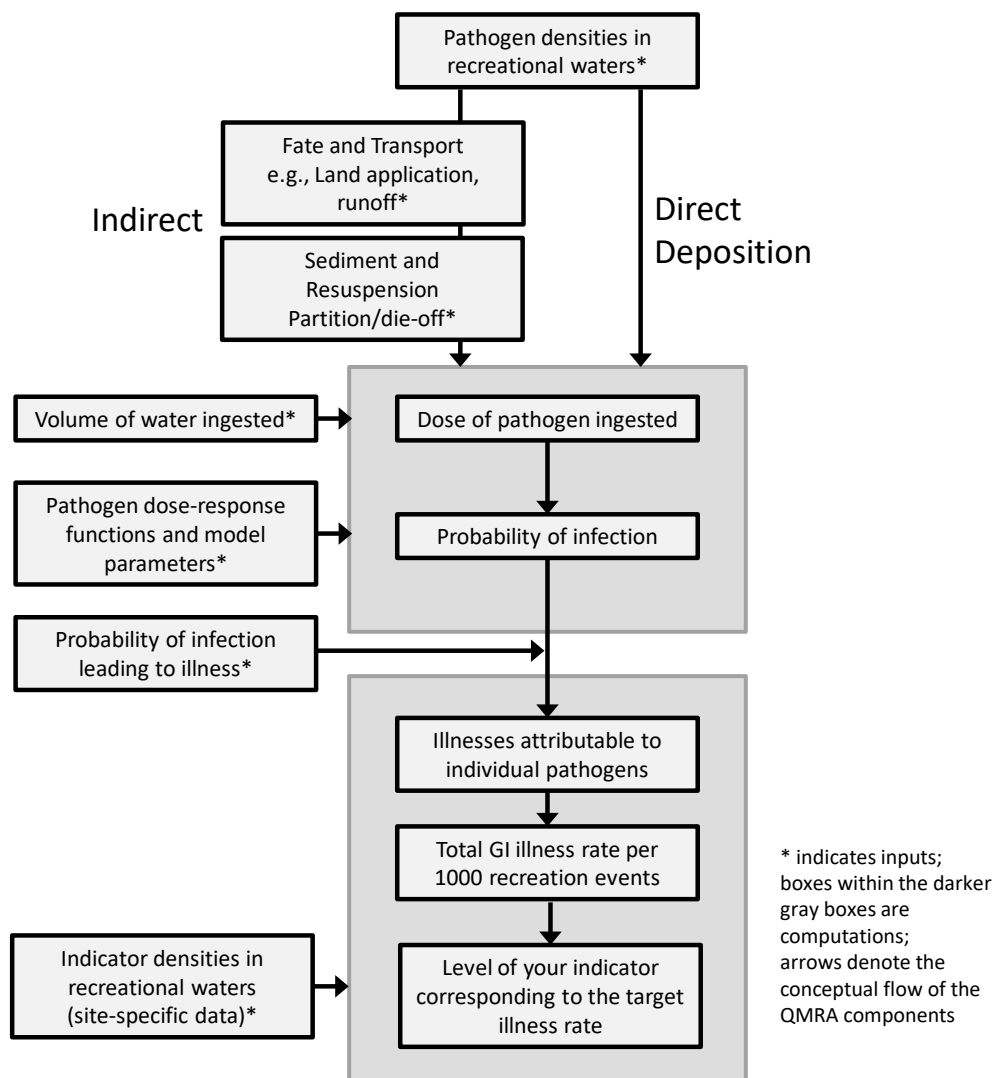 Pathogen densities in
recreational waters*
Fate and Transport
e.g., Land application,
runoff*
Indirect
Direct
Deposition
Sediment and
Resuspension
Partition/die-off*
Volume of water ingested*
Dose of pathogen ingested
Pathogen dose-response
functions and model
parameters*
Probability of infection
Probability of infection
leading to illness*
Illnesses attributable to
individual pathogens
Total GI illness rate per
1000 recreation events
Indicator densities in
recreational waters
(site-specific data)*
Level of your indicator
corresponding to the target
illness rate
* indicates inputs;
boxes within the darker
gray boxes are
computations;
arrows denote the
conceptual flow of the
QMRA components